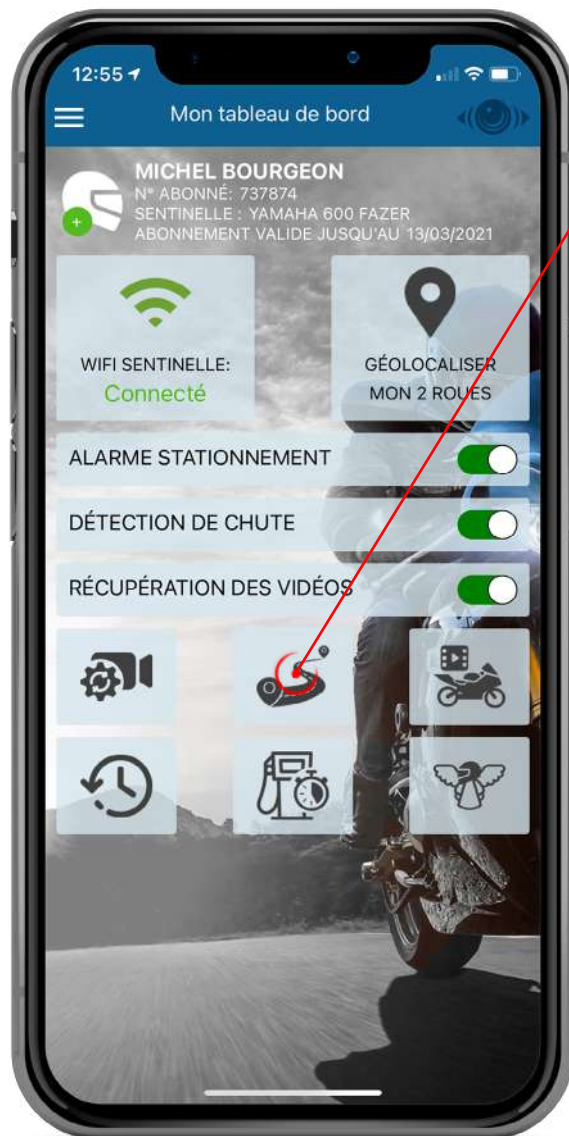 12:55
Mon tableau de bord
MICHEL BOURGEON
N° ABONNÉ: 737874
SENTINELLE : YAMAHA 600 FAZER
ABONNEMENT VALIDE JUSQU'AU 13/03/2021
WIFI SENTINELLE:
Connecté
GÉOLOCALISER
MON 2 ROUES
ALARME STATIONNEMENT
DÉTECTION DE CHUTE
RÉCUPÉRATION DES VIDÉOS